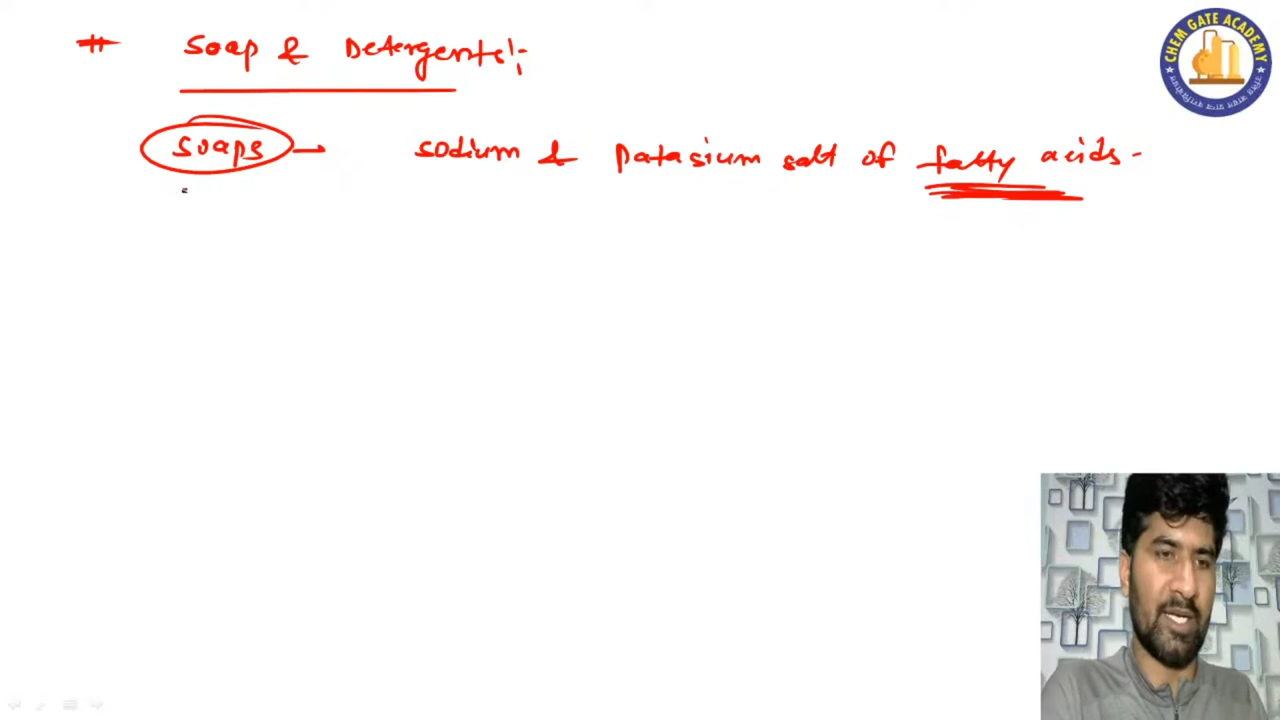 # Soap & Detergents:-
soaps → sodium & patasium salt of fatty acids -
CHEM GATE ACADEMY